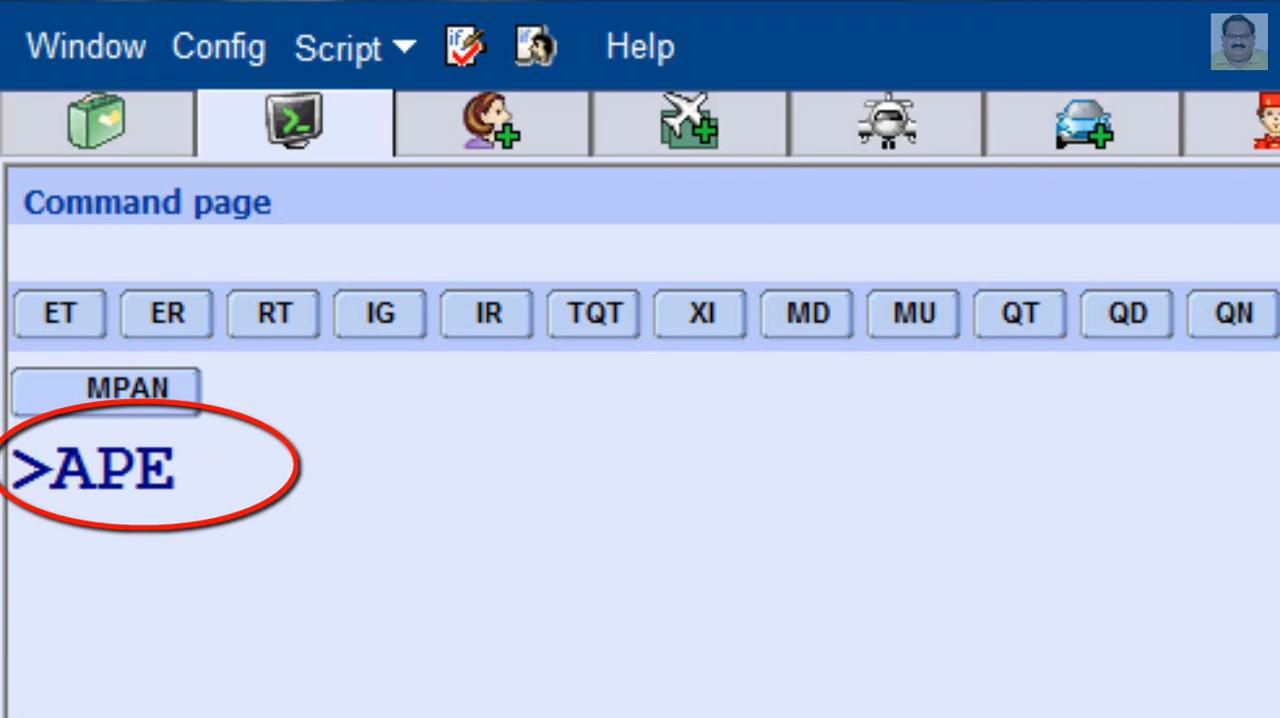 Window Config Script Help
Command page
ET ER RT IG IR TQT XI MD MU QT QD QN
MPAN
>APE